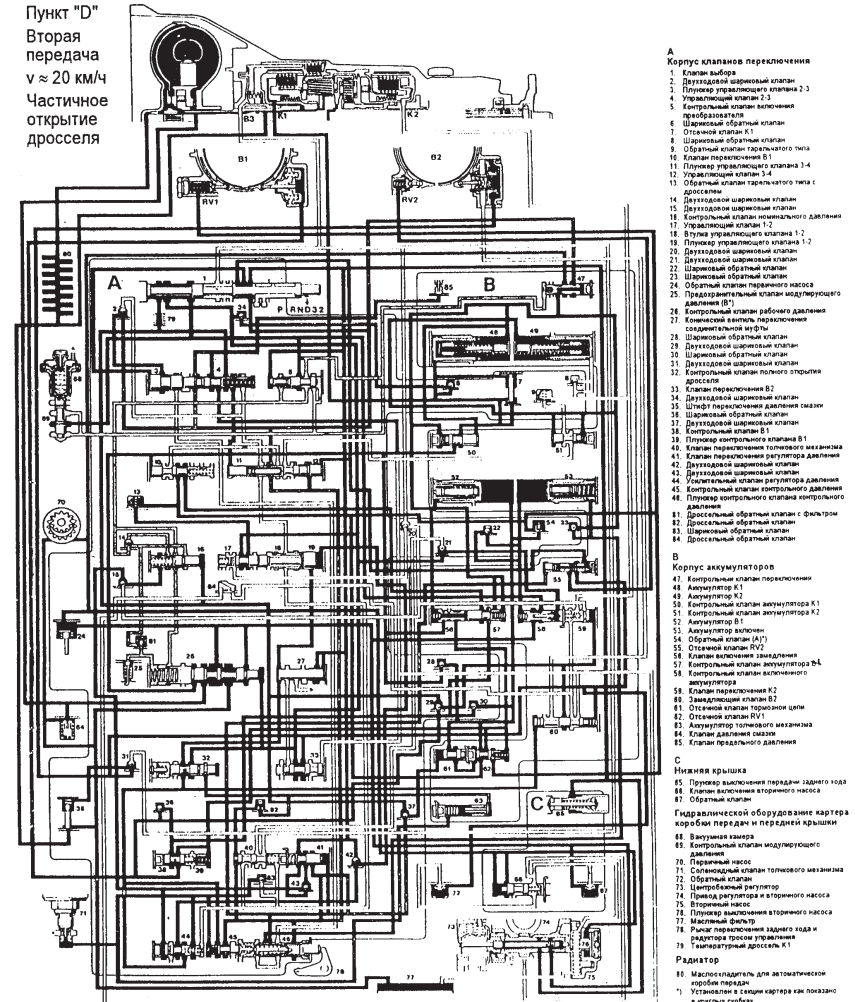 Пункт "D"
Вторая
передача
v ≈ 20 км/ч
Частичное
открытие
дросселя
B3
K1
K2
B1
B2
RV1
RV2
A
B
C
P RND32
A
Корпус клапанов переключения
1. Клапан выбора
2. Двухходовой шариковый клапан
3. Плунжер управляющего клапана 2-3
4. Управляющий клапан 2-3
5. Контрольный клапан включения
преобразователя
6. Шариковый обратный клапан
7. Отсечной клапан K1
8. Шариковый обратный клапан
9. Обратный клапан тарельчатого типа
10. Клапан переключения B1
11. Плунжер управляющего клапана 3-4
12. Управляющий клапан 3-4
13. Обратный клапан тарельчатого типа с
дросселем
14. Двухходовой шариковый клапан
15. Двухходовой шариковый клапан
16. Контрольный клапан номинального давления
17. Управляющий клапан 1-2
18. Втулка управляющего клапана 1-2
19. Плунжер управляющего клапана 1-2
20. Двухходовой шариковый клапан
21. Двухходовой шариковый клапан
22. Шариковый обратный клапан
23. Шариковый обратный клапан
24. Обратный клапан первичного насоса
25. Предохранительный клапан модулирующего
давления (B*)
26. Контрольный клапан рабочего давления
27. Конический вентиль переключения
соединительной муфты
28. Шариковый обратный клапан
29. Двухходовой шариковый клапан
30. Шариковый обратный клапан
31. Двухходовой шариковый клапан
32. Контрольный клапан полного открытия
дросселя
33. Клапан переключения B2
34. Двухходовой шариковый клапан
35. Штифт переключения давления смазки
36. Шариковый обратный клапан
37. Двухходовой шариковый клапан
38. Контрольный клапан B1
39. Плунжер контрольного клапана B1
40. Клапан переключения толчкового механизма
41. Клапан переключения регулятора давления
42. Двухходовой шариковый клапан
43. Двухходовой шариковый клапан
44. Усилительный клапан регулятора давления
45. Контрольный клапан контрольного давления
46. Плунжер контрольного клапана контрольного
давления
81. Дроссельный обратный клапан с фильтром
82. Дроссельный обратный клапан
83. Шариковый обратный клапан
84. Дроссельный обратный клапан
B
Корпус аккумуляторов
47. Контрольный клапан переключения
48. Аккумулятор K1
49. Аккумулятор K2
50. Контрольный клапан аккумулятора K1
51. Контрольный клапан аккумулятора K2
52. Аккумулятор B1
53. Аккумулятор включен
54. Обратный клапан (A)*)
55. Отсечной клапан RV2
56. Клапан включения замедления
57. Контрольный клапан аккумулятора
58. Контрольный клапан включенного
аккумулятора
59. Клапан переключения K2
60. Замедляющий клапан B2
61. Отсечной клапан тормозной цепи
62. Отсечной клапан RV1
63. Аккумулятор толчкового механизма
64. Клапан давления смазки
85. Клапан предельного давления
C
Нижняя крышка
65. Прунжер выключения передачи заднего хода
66. Клапан включения вторичного насоса
67. Обратный клапан
Гидравлической оборудование картера
коробки передач и передней крышки
68. Вакуумная камера
69. Контрольный клапан модулирующего
давления
70. Первичный насос
71. Соленоидный клапан толчкового механизма
72. Обратный клапан
73. Центробежный регулятор
74. Привод регулятора и вторичного насоса
75. Вторичный насос
76. Плунжер выключения вторичного насоса
77. Масляный фильтр
78. Рычаг переключения заднего хода и
редуктора тросом управления
79. Температурный дроссель K1
Радиатор
80. Маслоохладитель для автоматической
коробки передач
*) Установлен в секции картера как показано
в круглых скобках